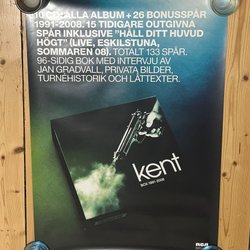 10 CD: ALLA ALBUM + 26 BONUSSPÅR
1991-2008. 15 TIDIGARE OUTGIVNA
SPÅR INKLUSIVE "HÅLL DITT HUVUD
HÖGT" (LIVE, ESKILSTUNA,
SOMMAREN 08). TOTALT 133 SPÅR.
96-SIDIG BOK MED INTERVJU AV
JAN GRADVALL, PRIVATA BILDER,
TURNÉHISTORIK OCH LÅTTEXTER.
kent
BOX 1991-2008
RCA